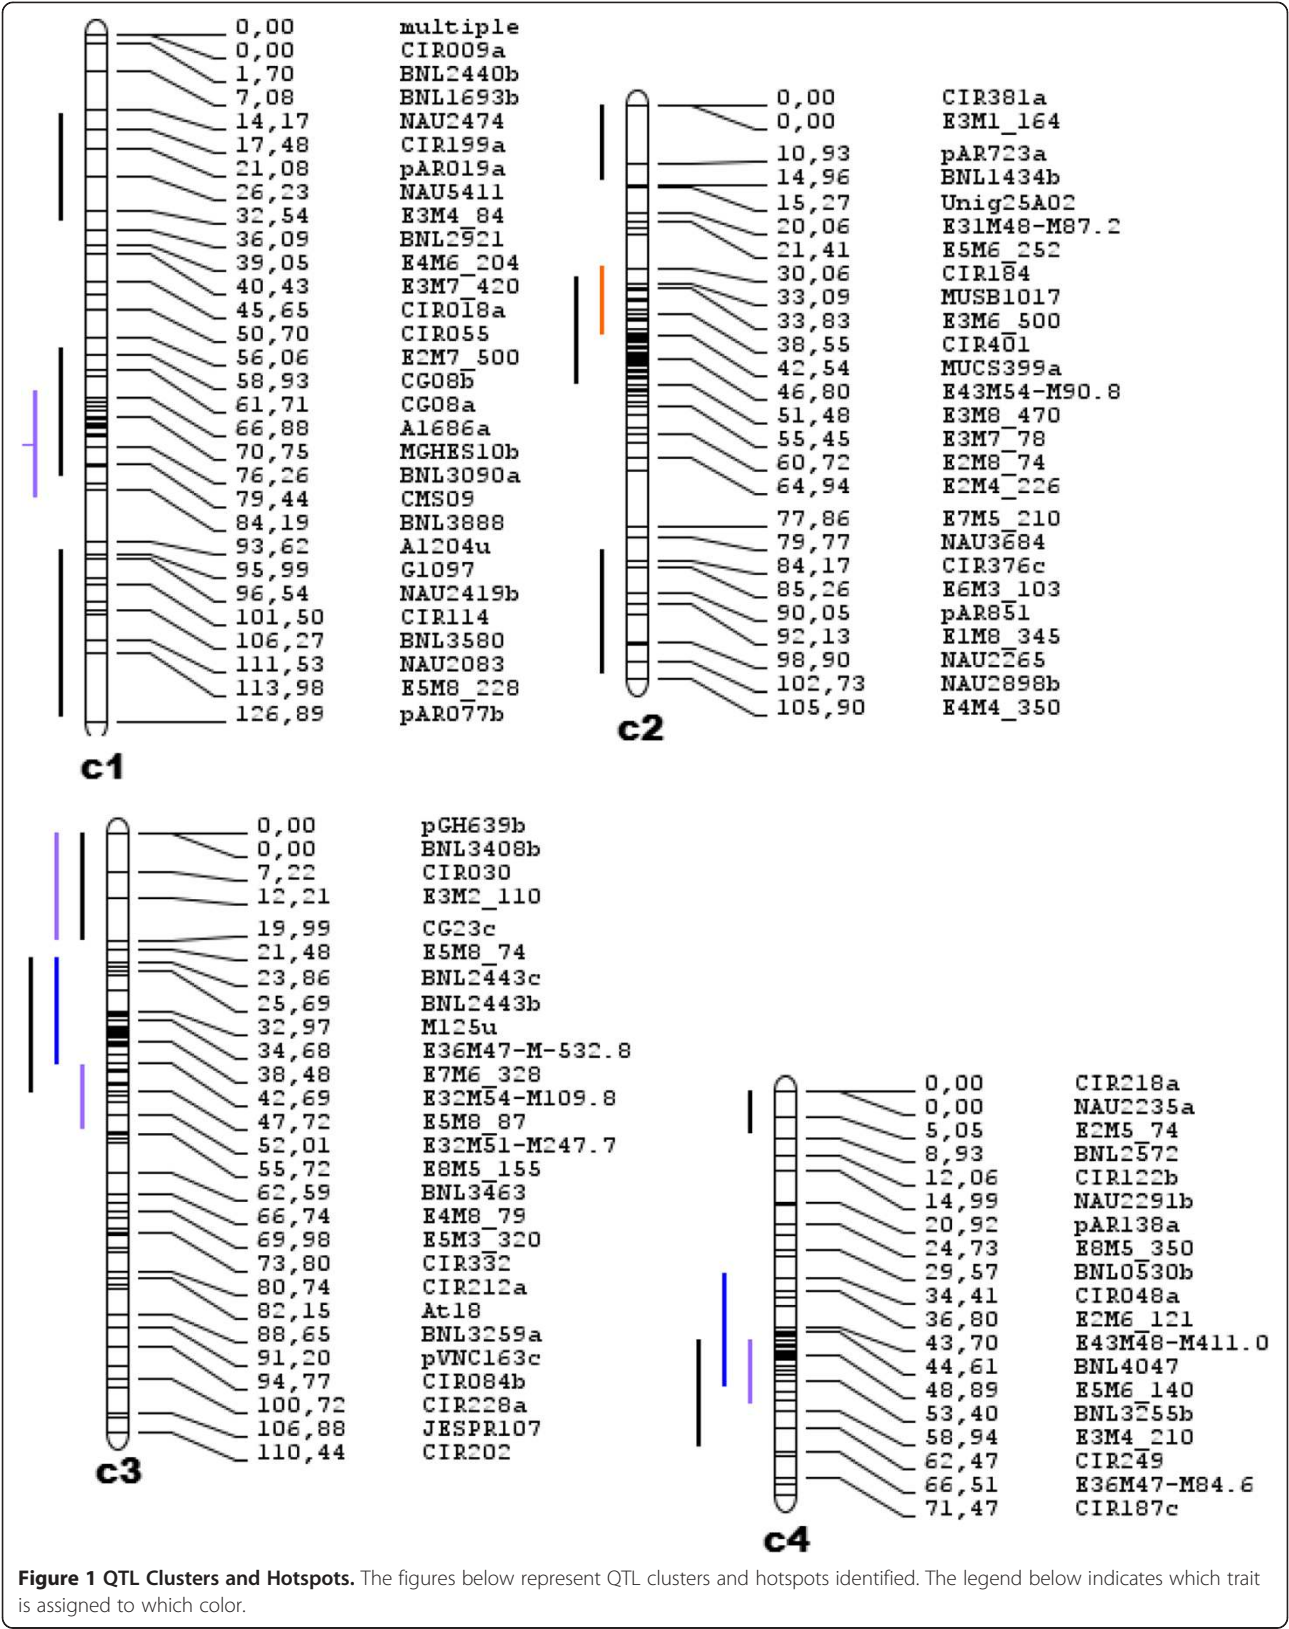 0,00 multiple
0,00 CIR009a
1,70 BNL2440b
7,08 BNL1693b
14,17 NAU2474
17,48 CIR199a
21,08 pAR019a
26,23 NAU5411
32,54 E3M4_84
36,09 BNL2921
39,05 E4M6_204
40,43 E3M7_420
45,65 CIR018a
50,70 CIR055
56,06 E2M7_500
58,93 CG08b
61,71 CG08a
66,88 A1686a
70,75 MGHES10b
76,26 BNL3090a
79,44 CMS09
84,19 BNL3888
93,62 A1204u
95,99 G1097
96,54 NAU2419b
101,50 CIR114
106,27 BNL3580
111,53 NAU2083
113,98 E5M8_228
126,89 pAR077b
c1
0,00 CIR381a
0,00 E3M1_164
10,93 pAR723a
14,96 BNL1434b
15,27 Unig25A02
20,06 E31M48-M87.2
21,41 E5M6_252
30,06 CIR184
33,09 MUSB1017
33,83 E3M6_500
38,55 CIR401
42,54 MUCS399a
46,80 E43M54-M90.8
51,48 E3M8_470
55,45 E3M7_78
60,72 E2M8_74
64,94 E2M4_226
77,86 E7M5_210
79,77 NAU3684
84,17 CIR376c
85,26 E6M3_103
90,05 pAR851
92,13 E1M8_345
98,90 NAU2265
102,73 NAU2898b
105,90 E4M4_350
c2
0,00 pGH639b
0,00 BNL3408b
7,22 CIR030
12,21 E3M2_110
19,99 CG23c
21,48 E5M8_74
23,86 BNL2443c
25,69 BNL2443b
32,97 M125u
34,68 E36M47-M-532.8
38,48 E7M6_328
42,69 E32M54-M109.8
47,72 E5M8_87
52,01 E32M51-M247.7
55,72 E8M5_155
62,59 BNL3463
66,74 E4M8_79
69,98 E5M3_320
73,80 CIR332
80,74 CIR212a
82,15 At18
88,65 BNL3259a
91,20 pVNC163c
94,77 CIR084b
100,72 CIR228a
106,88 JESPR107
110,44 CIR202
c3
0,00 CIR218a
0,00 NAU2235a
5,05 E2M5_74
8,93 BNL2572
12,06 CIR122b
14,99 NAU2291b
20,92 pAR138a
24,73 E8M5_350
29,57 BNL0530b
34,41 CIR048a
36,80 E2M6_121
43,70 E43M48-M411.0
44,61 BNL4047
48,89 E5M6_140
53,40 BNL3255b
58,94 E3M4_210
62,47 CIR249
66,51 E36M47-M84.6
71,47 CIR187c
c4
Figure 1 QTL Clusters and Hotspots. The figures below represent QTL clusters and hotspots identified. The legend below indicates which trait
is assigned to which color.